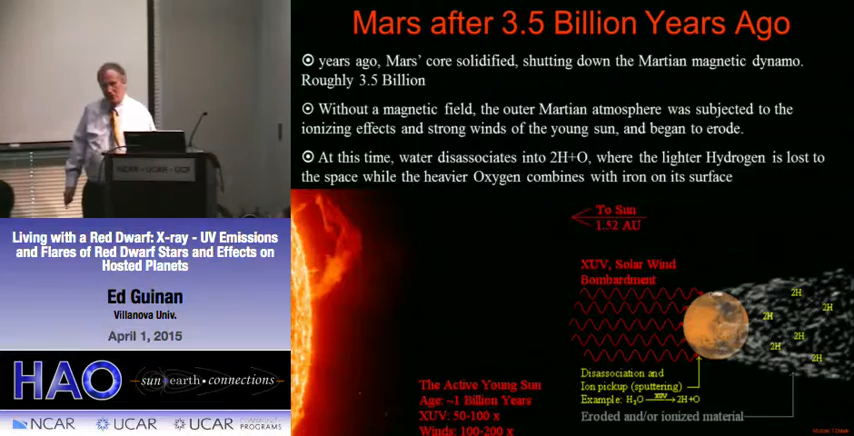 Mars after 3.5 Billion Years Ago
years ago, Mars' core solidified, shutting down the Martian magnetic dynamo.
Roughly 3.5 Billion
Without a magnetic field, the outer Martian atmosphere was subjected to the
ionizing effects and strong winds of the young sun, and began to erode.
At this time, water disassociates into 2H+O, where the lighter Hydrogen is lost to
the space while the heavier Oxygen combines with iron on its surface
NCAR - UCAR - UCP
Living with a Red Dwarf: X-ray - UV Emissions
and Flares of Red Dwarf Stars and Effects on
Hosted Planets
Ed Guinan
Villanova Univ.
April 1, 2015
HAO
sun earth • connections
NCAR
UCAR
UCAR COMMUNITY
PROGRAMS
To Sun
1.52 AU
XUV, Solar Wind
Bombardment
2H
2H
2H
2H
2H
2H
Disassociation and
Ion pickup (sputtering)
Example: H₂O XUV 2H+O
Eroded and/or ionized material
The Active Young Sun
Age: ~1 Billion Years
XUV: 50-100 x
Winds: 100-200 x